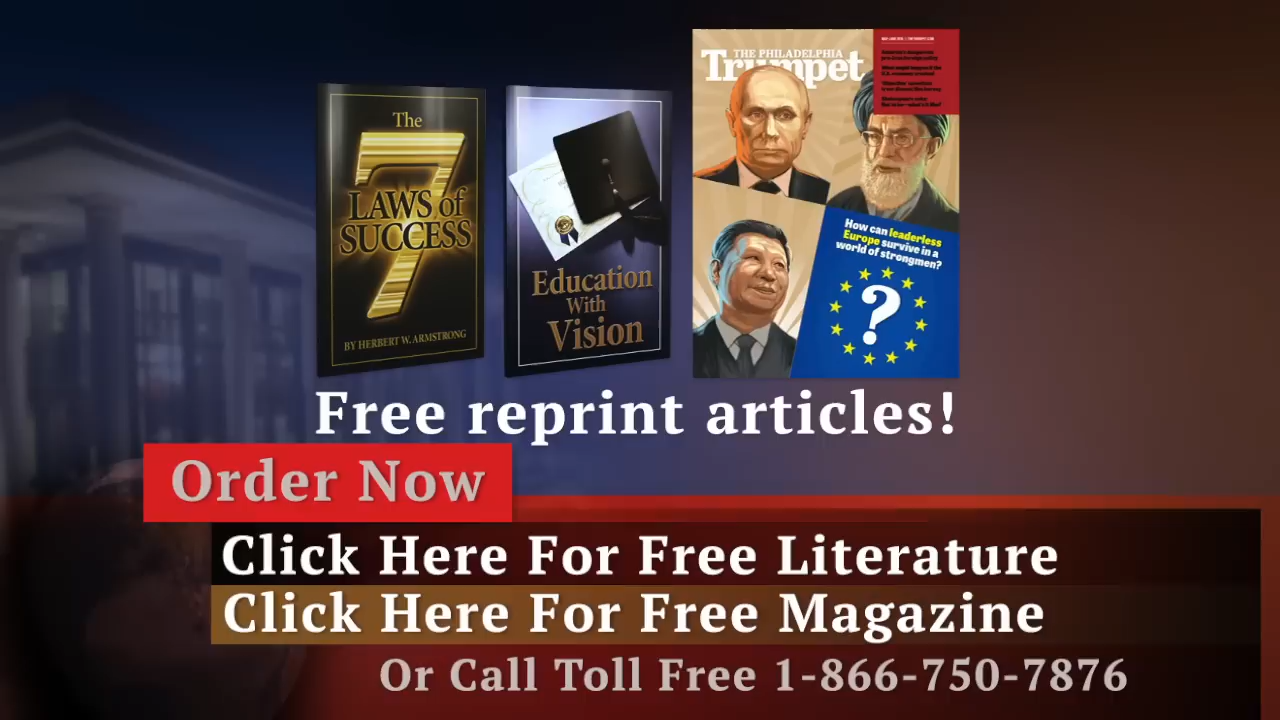 The
7
LAWS of
SUCCESS
BY HERBERT W. ARMSTRONG
Education
With
Vision
THE PHILADELPHIA
Trumpet
How can leaderless
Europe survive in a
world of strongmen?
?
Free reprint articles!
Order Now
Click Here For Free Literature
Click Here For Free Magazine
Or Call Toll Free 1-866-750-7876